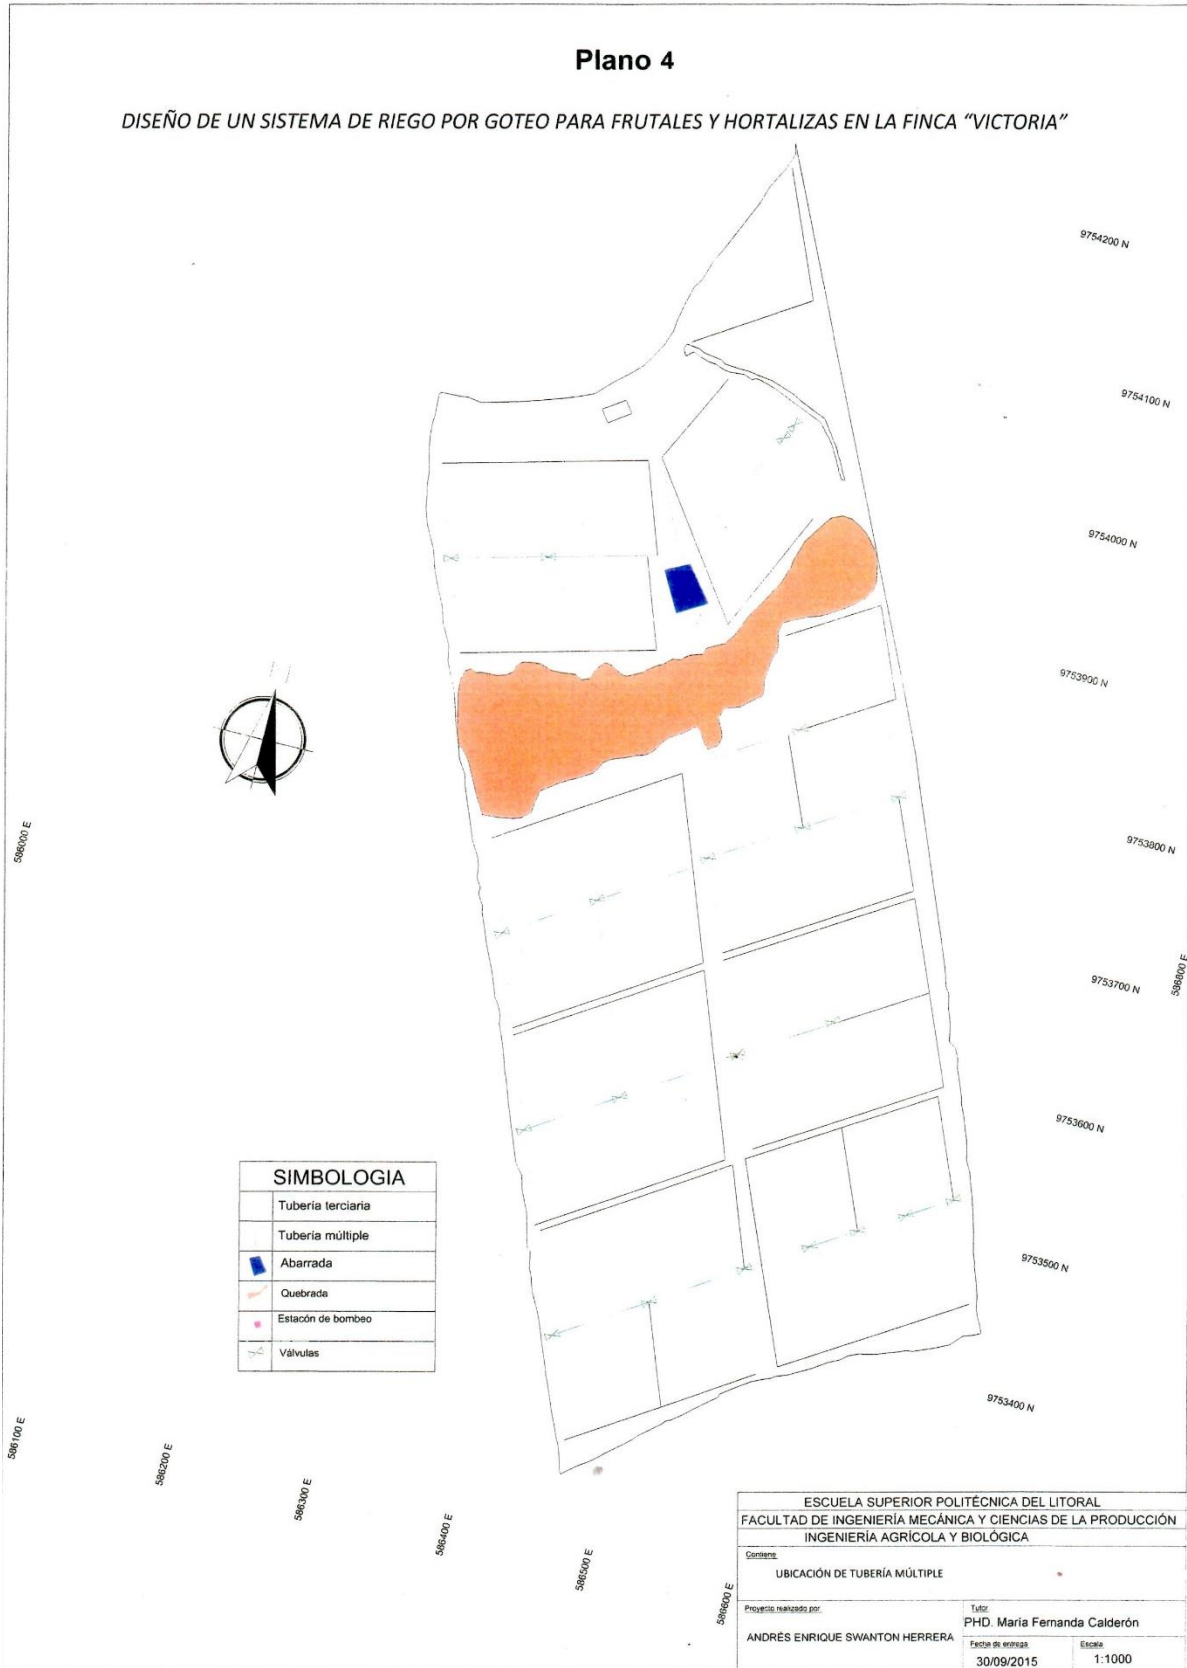 Plano 4
DISEÑO DE UN SISTEMA DE RIEGO POR GOTEO PARA FRUTALES Y HORTALIZAS EN LA FINCA “VICTORIA”
9754200 N
9754100 N
9754000 N
9753900 N
9753800 N
9753700 N
9753600 N
9753500 N
9753400 N
586000 E
586800 E
586100 E
586200 E
586300 E
586400 E
586500 E
586600 E
SIMBOLOGIA
Tubería terciaria
Tubería múltiple
Abarrada
Quebrada
Estacón de bombeo
Válvulas
ESCUELA SUPERIOR POLITÉCNICA DEL LITORAL
FACULTAD DE INGENIERÍA MECÁNICA Y CIENCIAS DE LA PRODUCCIÓN
INGENIERÍA AGRÍCOLA Y BIOLÓGICA
Contiene
UBICACIÓN DE TUBERÍA MÚLTIPLE
Proyecto realizado por
ANDRÉS ENRIQUE SWANTON HERRERA
Tutor
PHD. Maria Fernanda Calderón
Fecha de entrega
30/09/2015
Escala
1:1000